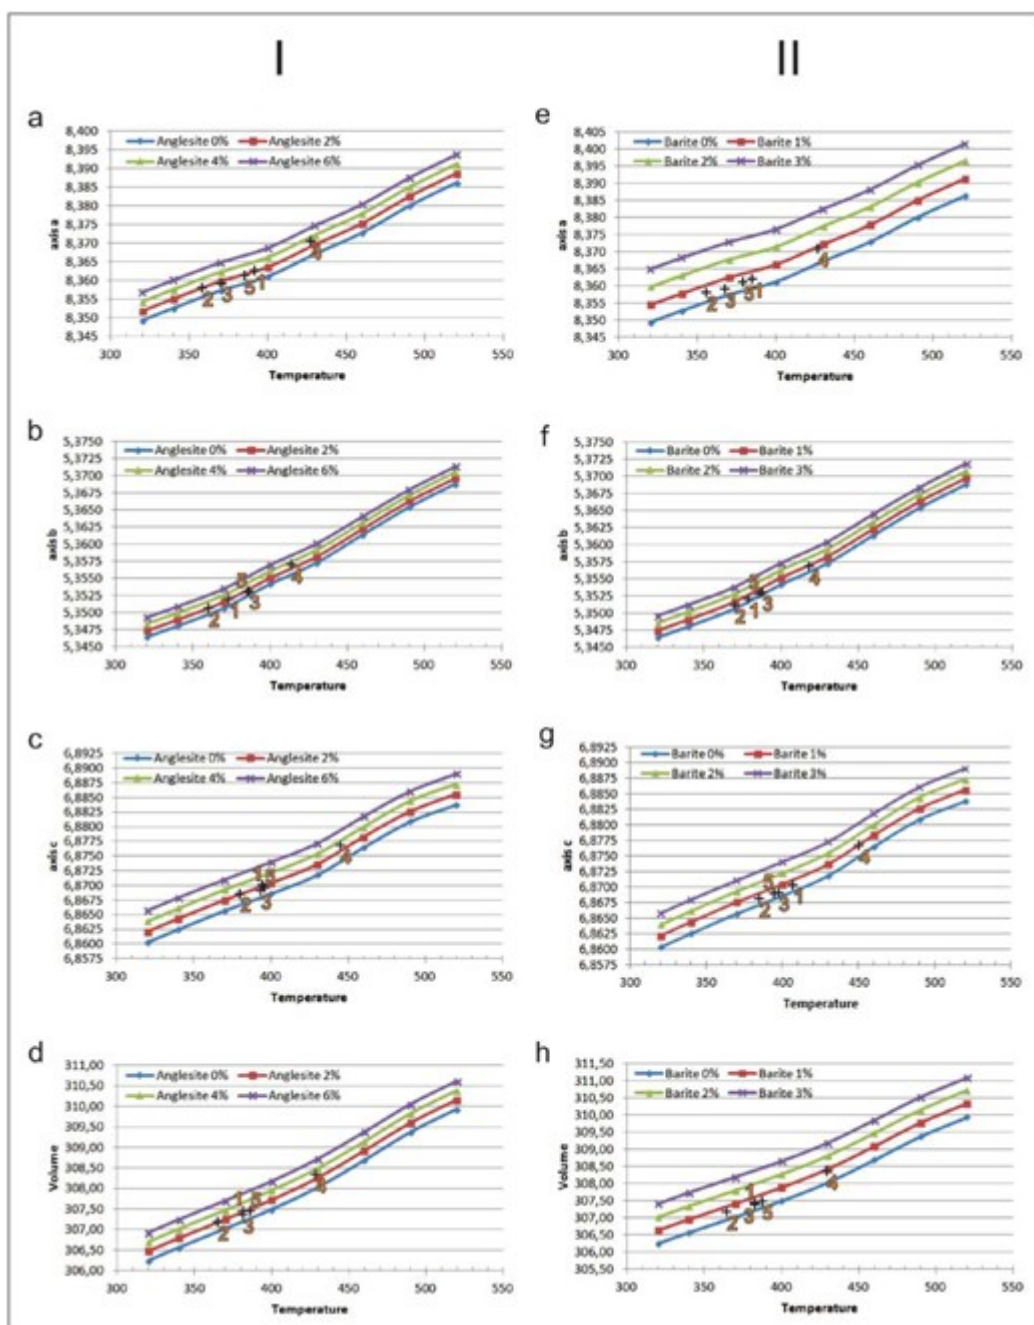 I
II
a
Anglesite 0% Anglesite 2%
Anglesite 4% Anglesite 6%
8,400
8,395
8,390
8,385
8,380
8,375
8,370
8,365
8,360
8,355
8,350
8,345
axis a
4
2 3 5 1
300 350 400 450 500 550
Temperature
e
Barite 0% Barite 1%
Barite 2% Barite 3%
8,405
8,400
8,395
8,390
8,385
8,380
8,375
8,370
8,365
8,360
8,355
8,350
8,345
axis a
4
2 3 5 1
300 350 400 450 500 550
Temperature
b
Anglesite 0% Anglesite 2%
Anglesite 4% Anglesite 6%
5,3750
5,3725
5,3700
5,3675
5,3650
5,3625
5,3600
5,3575
5,3550
5,3525
5,3500
5,3475
5,3450
axis b
5 4
2 1 3
300 350 400 450 500 550
Temperature
f
Barite 0% Barite 1%
Barite 2% Barite 3%
5,3750
5,3725
5,3700
5,3675
5,3650
5,3625
5,3600
5,3575
5,3550
5,3525
5,3500
5,3475
5,3450
axis b
5 4
2 1 3
300 350 400 450 500 550
Temperature
c
Anglesite 0% Anglesite 2%
Anglesite 4% Anglesite 6%
6,8925
6,8900
6,8875
6,8850
6,8825
6,8800
6,8775
6,8750
6,8725
6,8700
6,8675
6,8650
6,8625
6,8600
6,8575
axis c
4
1 5
2 3
300 350 400 450 500 550
Temperature
g
Barite 0% Barite 1%
Barite 2% Barite 3%
6,8925
6,8900
6,8875
6,8850
6,8825
6,8800
6,8775
6,8750
6,8725
6,8700
6,8675
6,8650
6,8625
6,8600
6,8575
axis c
5 4
2 3 1
300 350 400 450 500 550
Temperature
d
Anglesite 0% Anglesite 2%
Anglesite 4% Anglesite 6%
311,00
310,50
310,00
309,50
309,00
308,50
308,00
307,50
307,00
306,50
306,00
Volume
1 5 4
2 3
300 350 400 450 500 550
Temperature
h
Barite 0% Barite 1%
Barite 2% Barite 3%
311,50
311,00
310,50
310,00
309,50
309,00
308,50
308,00
307,50
307,00
306,50
306,00
305,50
Volume
1 4
2 3 5
300 350 400 450 500 550
Temperature